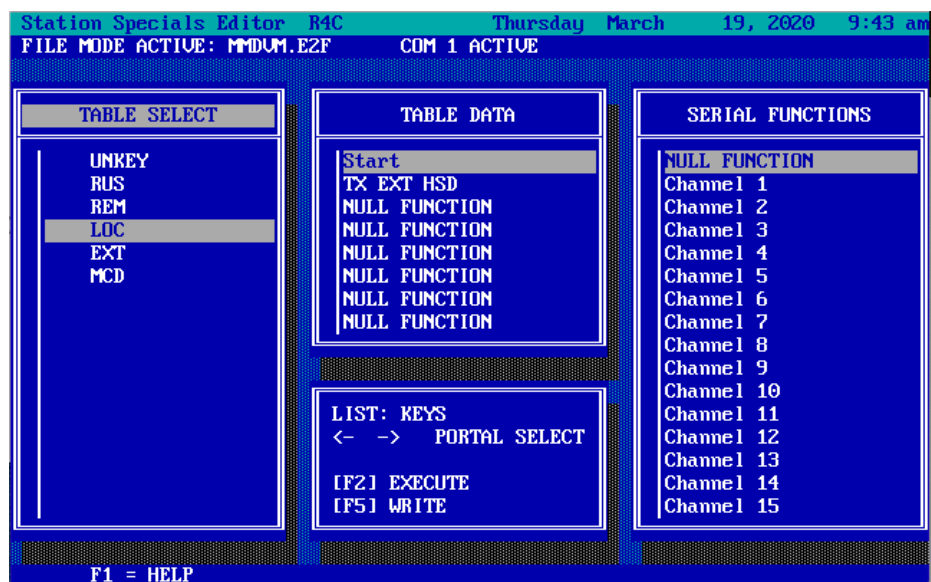 Station Specials Editor R4C Thursday March 19, 2020 9:43 am
FILE MODE ACTIVE: MMDVM.E2F COM 1 ACTIVE
TABLE SELECT
UNKEY
RUS
REM
LOC
EXT
MCD
TABLE DATA
Start
TX EXT HSD
NULL FUNCTION
NULL FUNCTION
NULL FUNCTION
NULL FUNCTION
NULL FUNCTION
NULL FUNCTION
LIST: KEYS
<- -> PORTAL SELECT
[F2] EXECUTE
[F5] WRITE
SERIAL FUNCTIONS
NULL FUNCTION
Channel 1
Channel 2
Channel 3
Channel 4
Channel 5
Channel 6
Channel 7
Channel 8
Channel 9
Channel 10
Channel 11
Channel 12
Channel 13
Channel 14
Channel 15
F1 = HELP